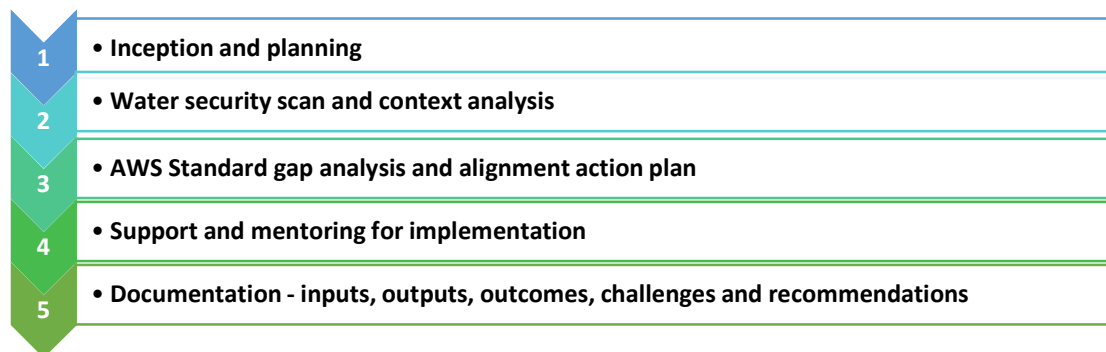 1 • Inception and planning
2 • Water security scan and context analysis
3 • AWS Standard gap analysis and alignment action plan
4 • Support and mentoring for implementation
5 • Documentation - inputs, outputs, outcomes, challenges and recommendations